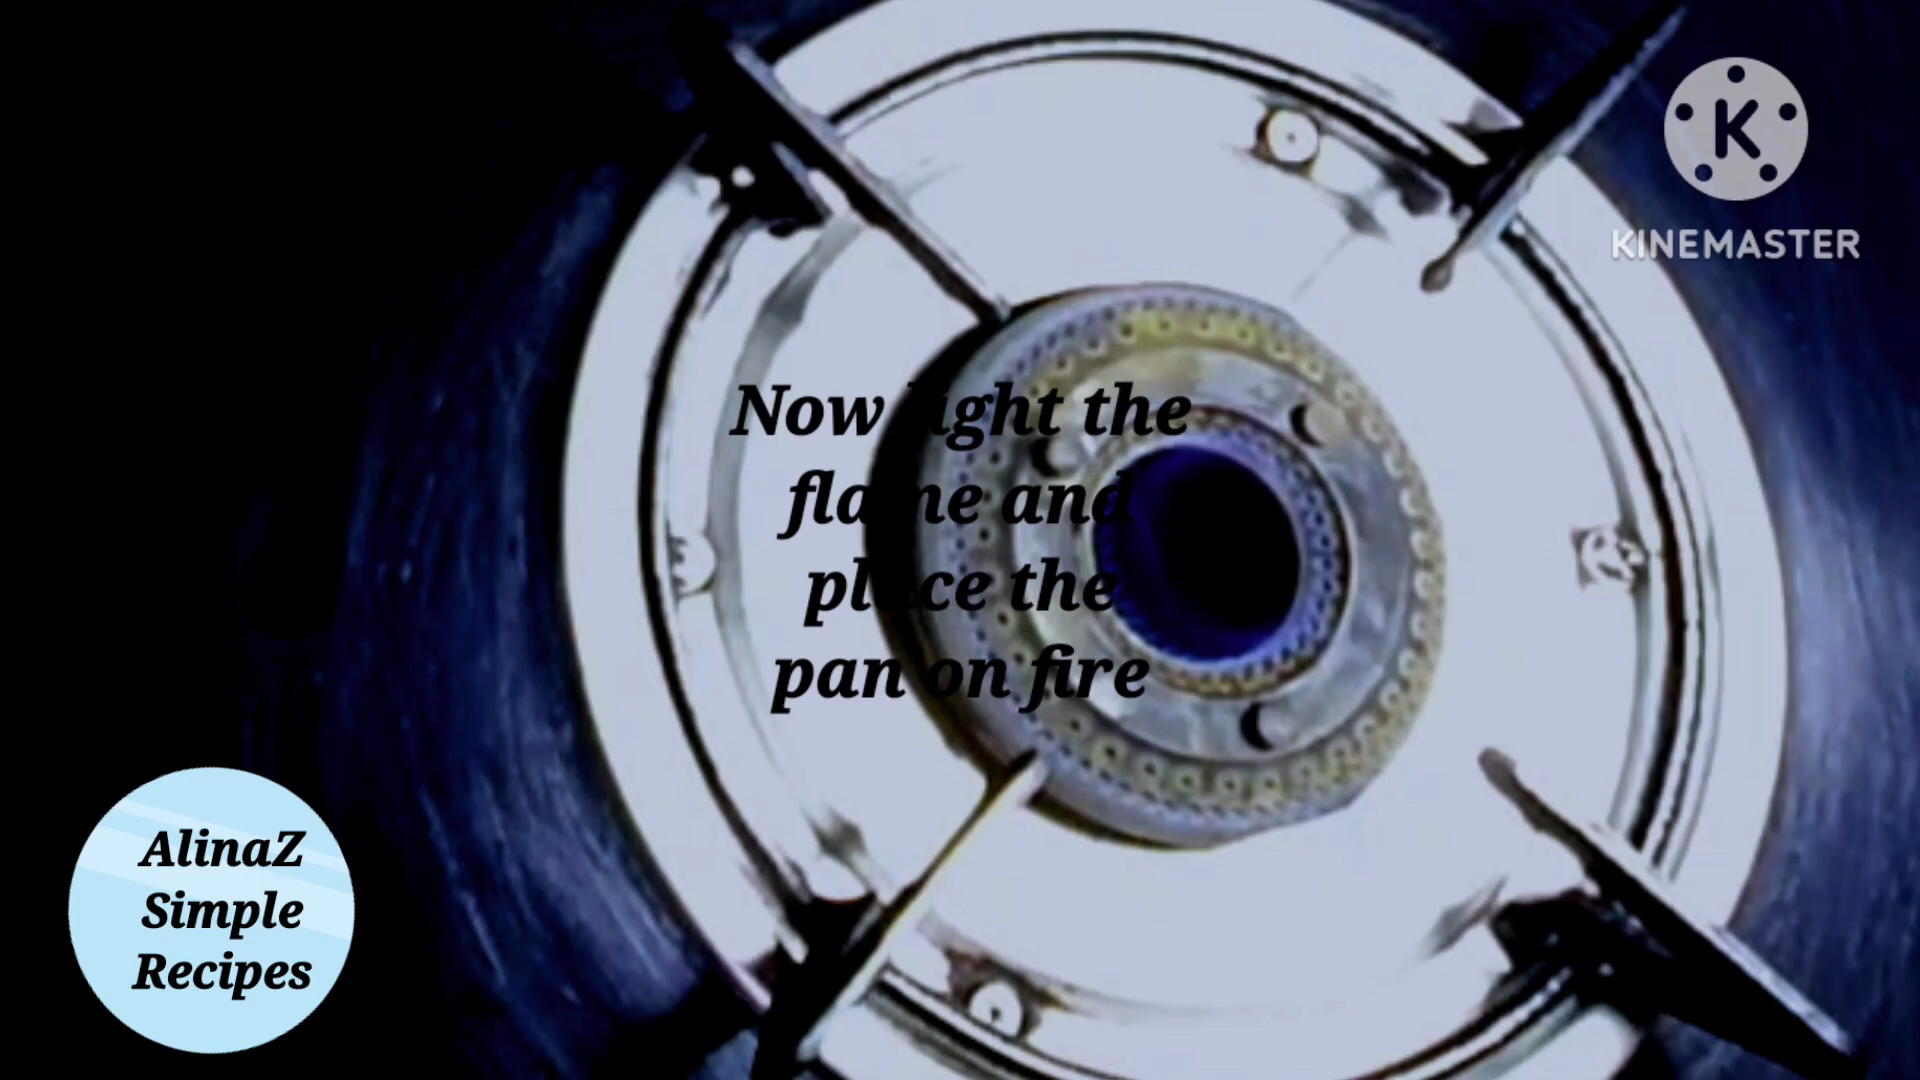 Now light the
flame and
place the
pan on fire
K
KINEMASTER
AlinaZ
Simple
Recipes